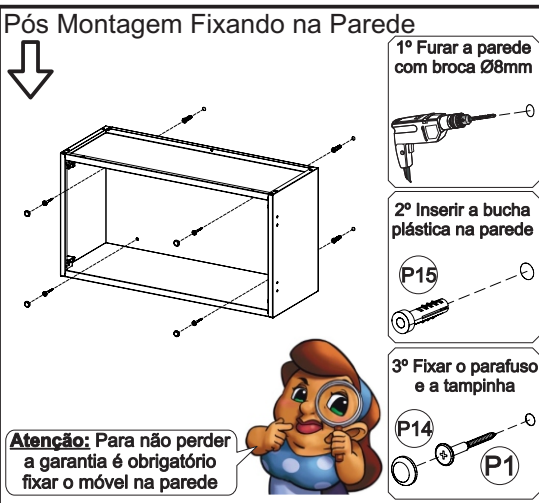 Pós Montagem Fixando na Parede
1º Furar a parede
com broca Ø8mm
2º Inserir a bucha
plástica na parede
P15
3º Fixar o parafuso
e a tampinha
P14
P1
Atenção: Para não perder
a garantia é obrigatório
fixar o móvel na parede